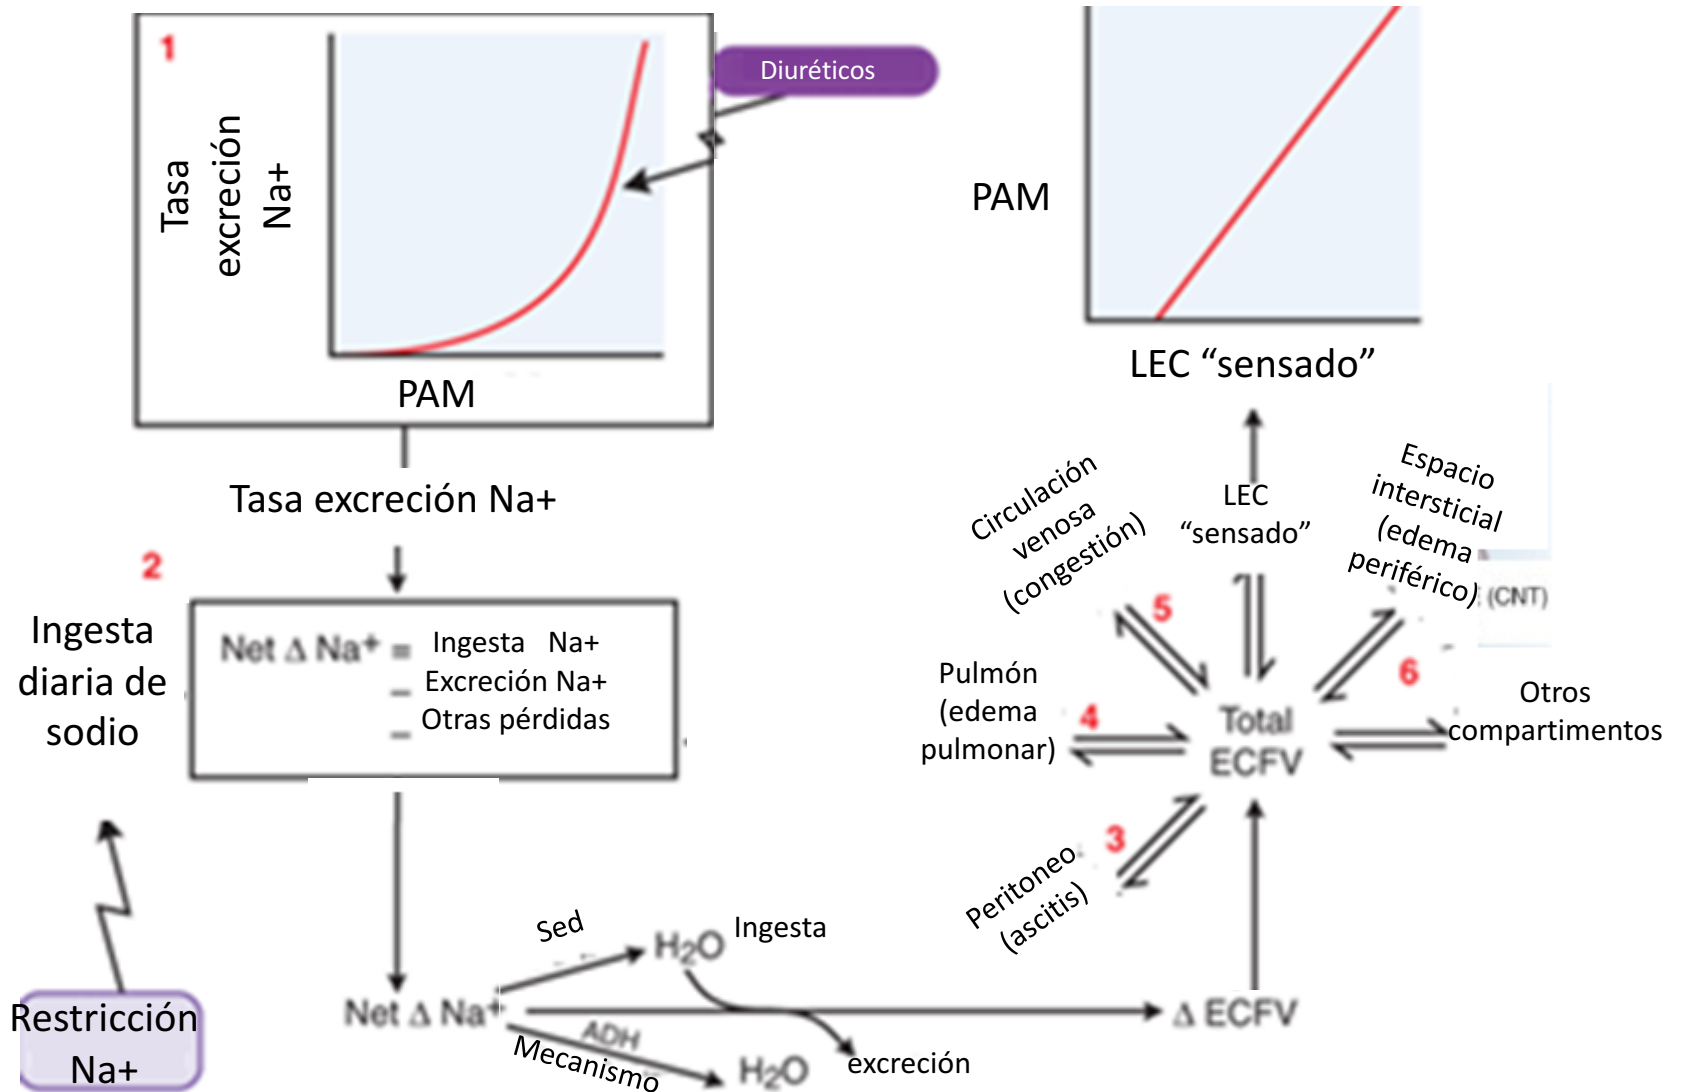 1
Tasa
excreción
Na+
PAM
Diuréticos
PAM
LEC “sensado”
Tasa excreción Na+
2
Ingesta
diaria de
sodio
Net Δ Na+ = Ingesta Na+
– Excreción Na+
– Otras pérdidas
Restricción
Na+
Net Δ Na+
Sed
H2O Ingesta
ADH
Mecanismo
H2O
excreción
Δ ECFV
Total
ECFV
3
Peritoneo
(ascitis)
4
Pulmón
(edema
pulmonar)
5
Circulación
venosa
(congestión)
LEC
“sensado”
Espacio
intersticial
(edema
periférico)
(CNT)
6
Otros
compartimentos